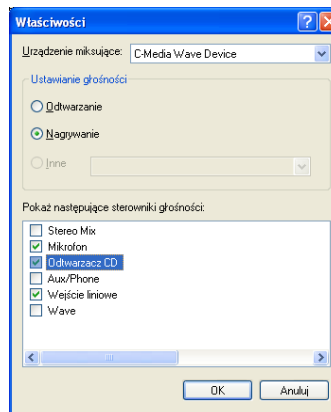 Właściwości
Urządzenie miksujące: C-Media Wave Device
Ustawianie głośności
Odtwarzanie
Nagrywanie
Inne
Pokaż następujące sterowniki głośności:
Stereo Mix
Mikrofon
Odtwarzacz CD
Aux/Phone
Wejście liniowe
Wave
OK Anuluj